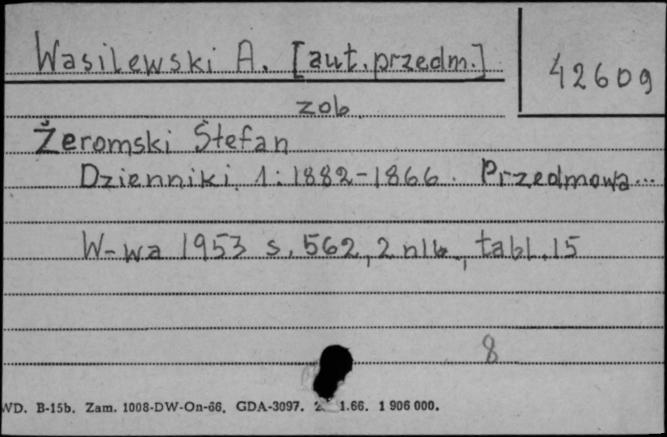 Wasilewski A. [aut. przedm.]
42609
zob
Żeromski Stefan
Dzienniki. 1: 1882-1866. Przedmowa...
W-wa 1953 s. 562, 2 nlb., tabl. 15
8
WD. B-15b. Zam. 1008-DW-On-66. GDA-3097. 1.66. 1 906 000.